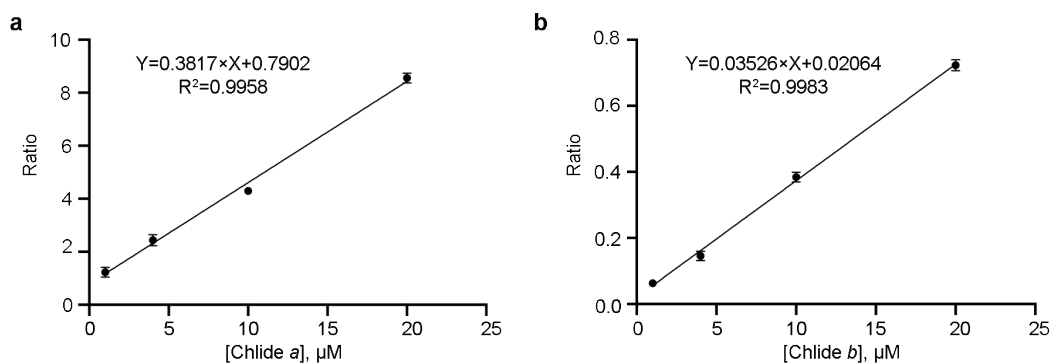 a
Y=0.3817×X+0.7902
R²=0.9958
Ratio
10
8
6
4
2
0
0 5 10 15 20 25
[Chlide a], µM
b
Y=0.03526×X+0.02064
R²=0.9983
Ratio
0.8
0.6
0.4
0.2
0.0
0 5 10 15 20 25
[Chlide b], µM